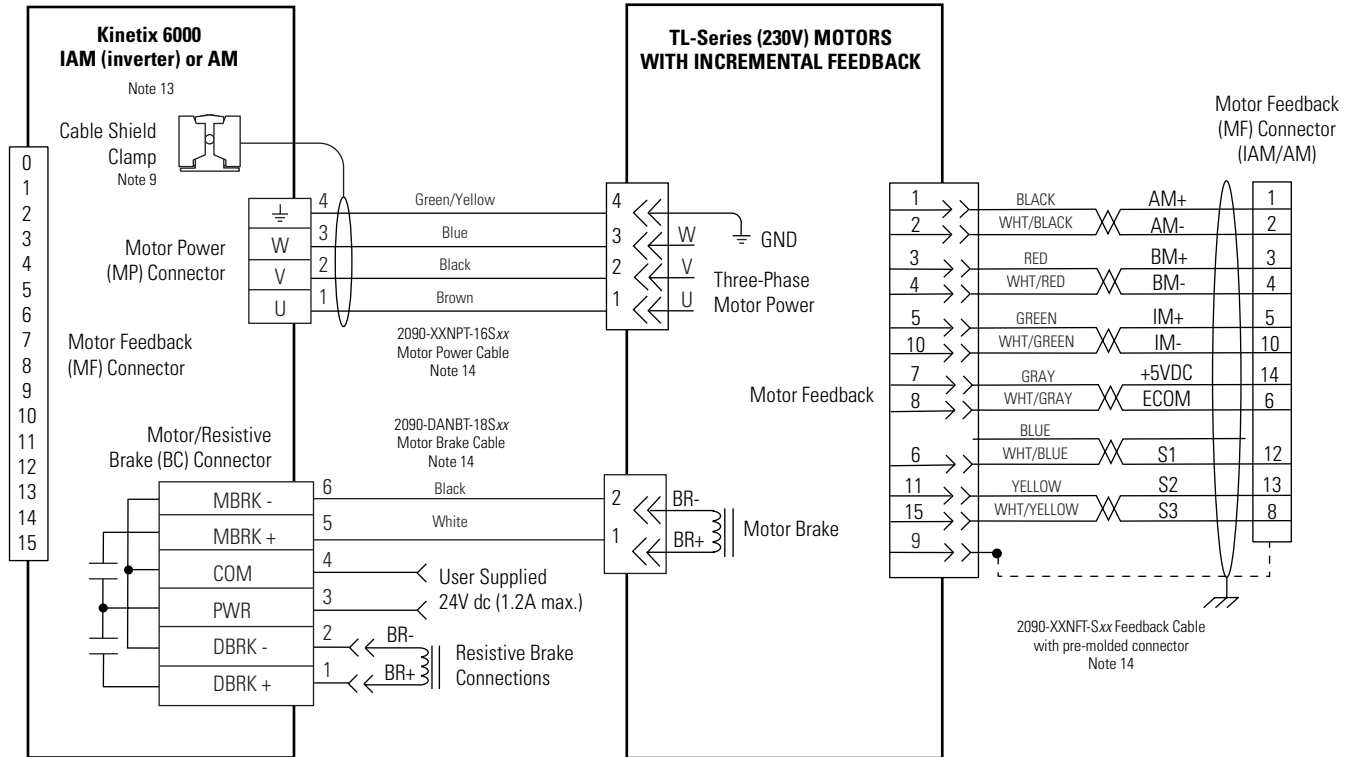 Kinetix 6000
IAM (inverter) or AM
Note 13
Cable Shield
Clamp
Note 9
0
1
2
3
4
5
6
7
8
9
10
11
12
13
14
15
Motor Power
(MP) Connector
W
V
U
4
3
2
1
Green/Yellow
Blue
Black
Brown
2090-XXNPT-16Sxx
Motor Power Cable
Note 14
Motor Feedback
(MF) Connector
Motor/Resistive
Brake (BC) Connector
MBRK -
MBRK +
COM
PWR
DBRK -
DBRK +
6
5
4
3
2
1
2090-DANBT-18Sxx
Motor Brake Cable
Note 14
Black
White
User Supplied
24V dc (1.2A max.)
BR-
BR+
Resistive Brake
Connections
TL-Series (230V) MOTORS
WITH INCREMENTAL FEEDBACK
4
3
2
1
GND
W
V
U
Three-Phase
Motor Power
2
1
BR-
BR+
Motor Brake
Motor Feedback
1
2
3
4
5
10
7
8
6
11
15
9
BLACK
WHT/BLACK
RED
WHT/RED
GREEN
WHT/GREEN
GRAY
WHT/GRAY
BLUE
WHT/BLUE
YELLOW
WHT/YELLOW
AM+
AM-
BM+
BM-
IM+
IM-
+5VDC
ECOM
S1
S2
S3
Motor Feedback
(MF) Connector
(IAM/AM)
1
2
3
4
5
10
14
6
12
13
8
2090-XXNFT-Sxx Feedback Cable
with pre-molded connector
Note 14